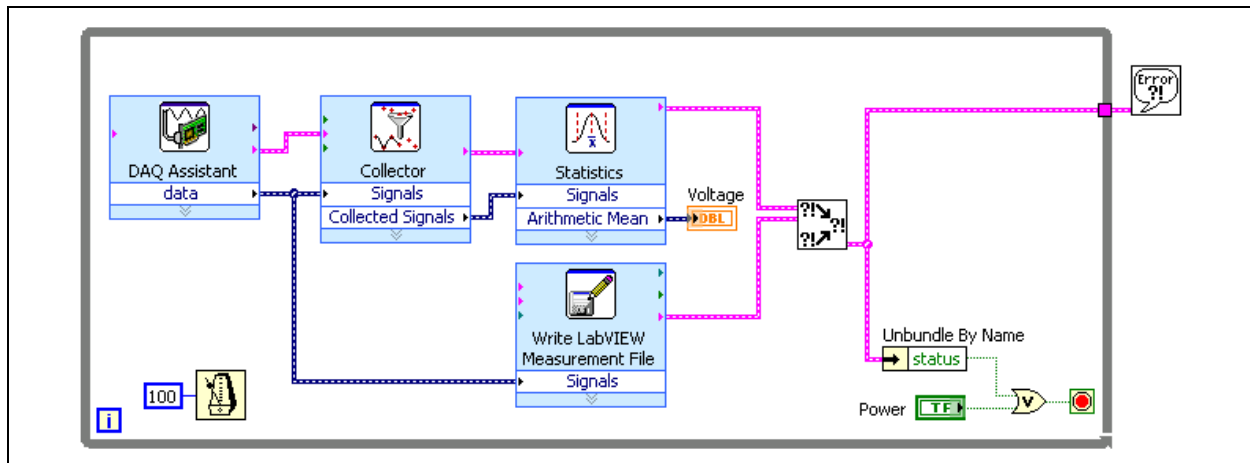 Error
?!
DAQ Assistant
data
Collector
Signals
Collected Signals
x
Statistics
Signals
Arithmetic Mean
Voltage
DBL
?!
?!
?!
Write LabVIEW
Measurement File
Signals
Unbundle By Name
status
100
i
Power
TF
V